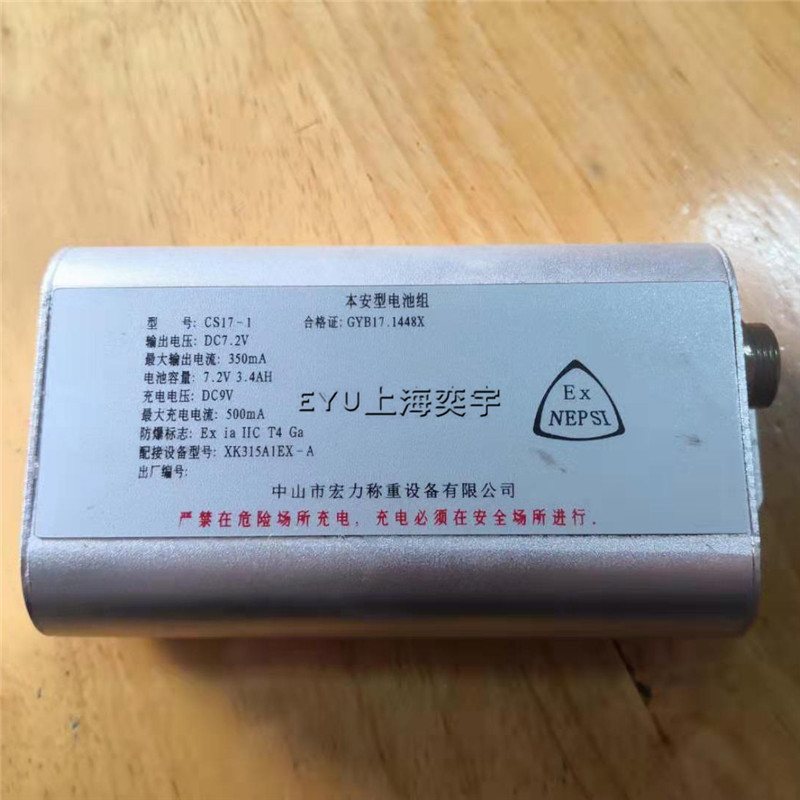 本安型电池组
型 号: CS17-1 合格证: GYB17.1448X
输出电压: DC7.2V
最大输出电流: 350mA
电池容量: 7.2V 3.4AH
充电电压: DC9V
最大充电电流: 500mA
防爆标志: Ex ia IIC T4 Ga
配接设备型号: XK315A1EX-A
出厂编号:
Ex
NEPSI
EYU上海奕宇
中山市宏力称重设备有限公司
严禁在危险场所充电, 充电必须在安全场所进行.